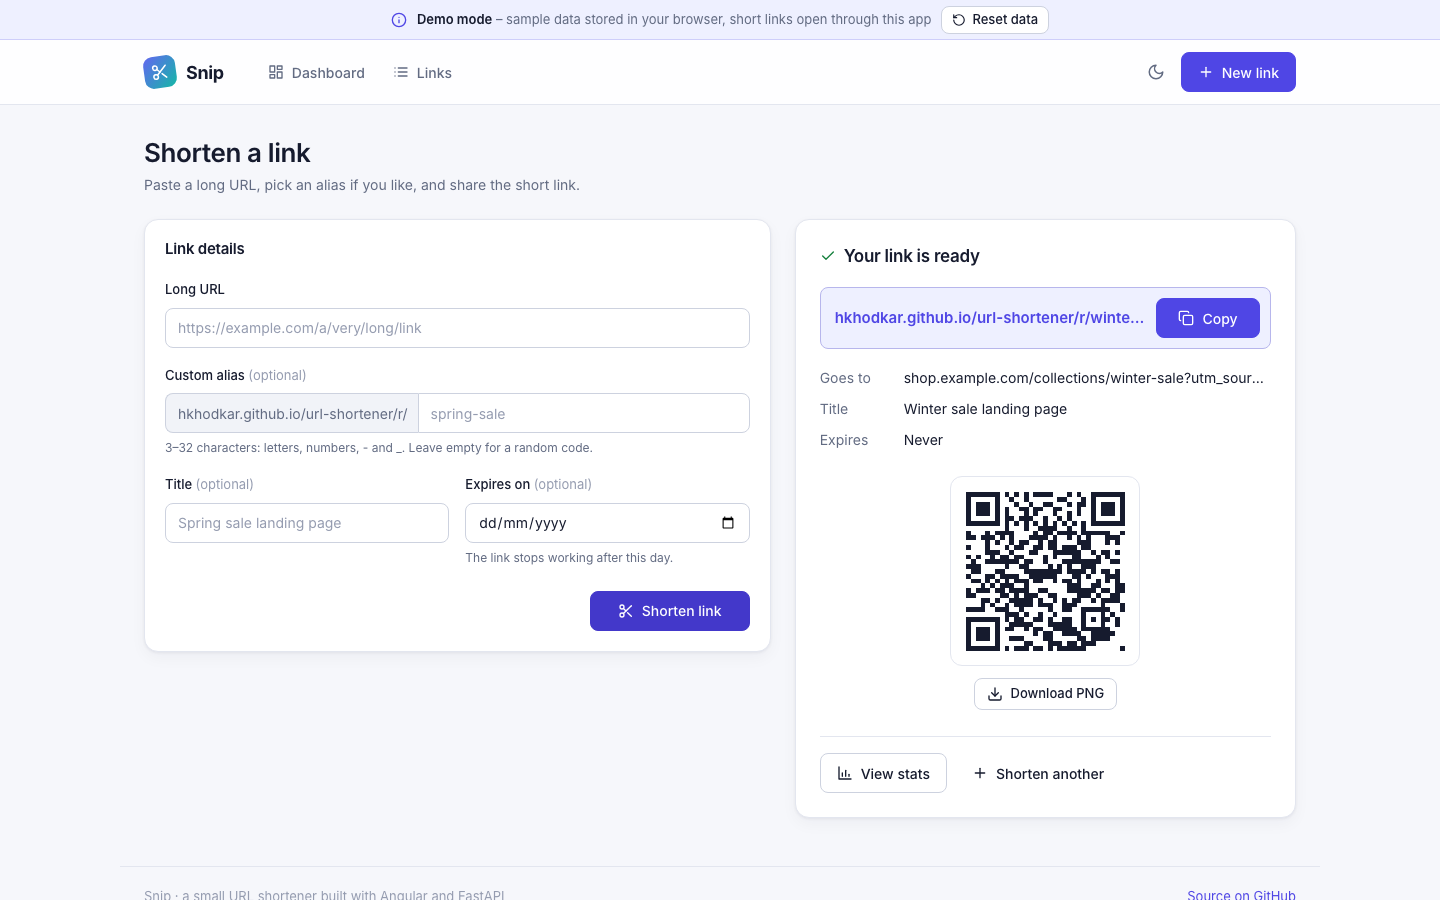 Demo mode – sample data stored in your browser, short links open through this app
Reset data
Snip
Dashboard
Links
New link
Shorten a link
Paste a long URL, pick an alias if you like, and share the short link.
Link details
Long URL
https://example.com/a/very/long/link
Custom alias (optional)
hkhodkar.github.io/url-shortener/r/
spring-sale
3–32 characters: letters, numbers, - and _. Leave empty for a random code.
Title (optional)
Spring sale landing page
Expires on (optional)
dd/mm/yyyy
The link stops working after this day.
Shorten link
Your link is ready
hkhodkar.github.io/url-shortener/r/winte...
Copy
Goes to shop.example.com/collections/winter-sale?utm_sour...
Title Winter sale landing page
Expires Never
Download PNG
View stats
Shorten another
Snip · a small URL shortener built with Angular and FastAPI
Source on GitHub